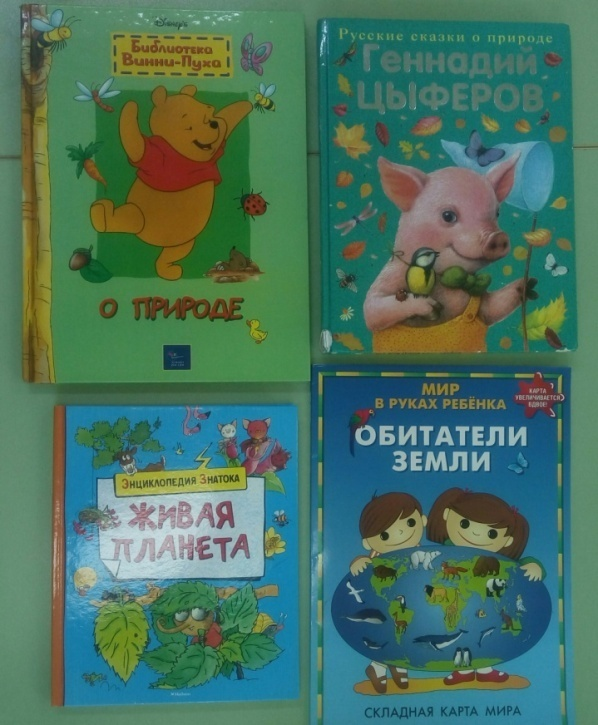 Disney's
Библиотека
Винни-Пуха
О ПРИРОДЕ
Русские сказки о природе
Геннадий
ЦЫФЕРОВ
Энциклопедия Знатока
ЖИВАЯ
ПЛАНЕТА
МИР
В РУКАХ РЕБЁНКА
КАРТА
УВЕЛИЧИВАЕТСЯ
ВДВОЕ!
ОБИТАТЕЛИ
ЗЕМЛИ
СКЛАДНАЯ КАРТА МИРА